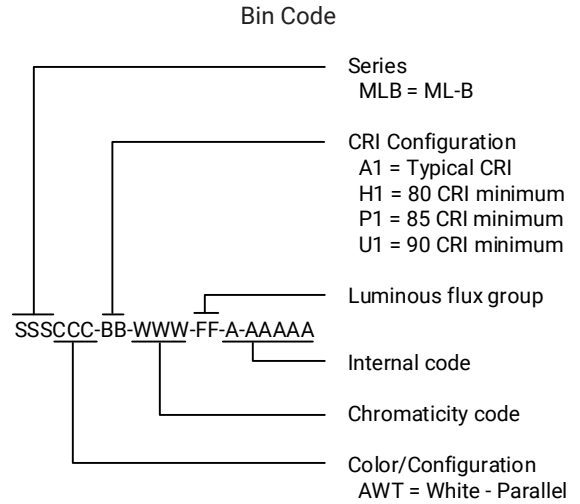 Bin Code
Series
MLB = ML-B
CRI Configuration
A1 = Typical CRI
H1 = 80 CRI minimum
P1 = 85 CRI minimum
U1 = 90 CRI minimum
Luminous flux group
SSSCCC-BB-WWW-FF-A-AAAAA
Internal code
Chromaticity code
Color/Configuration
AWT = White - Parallel